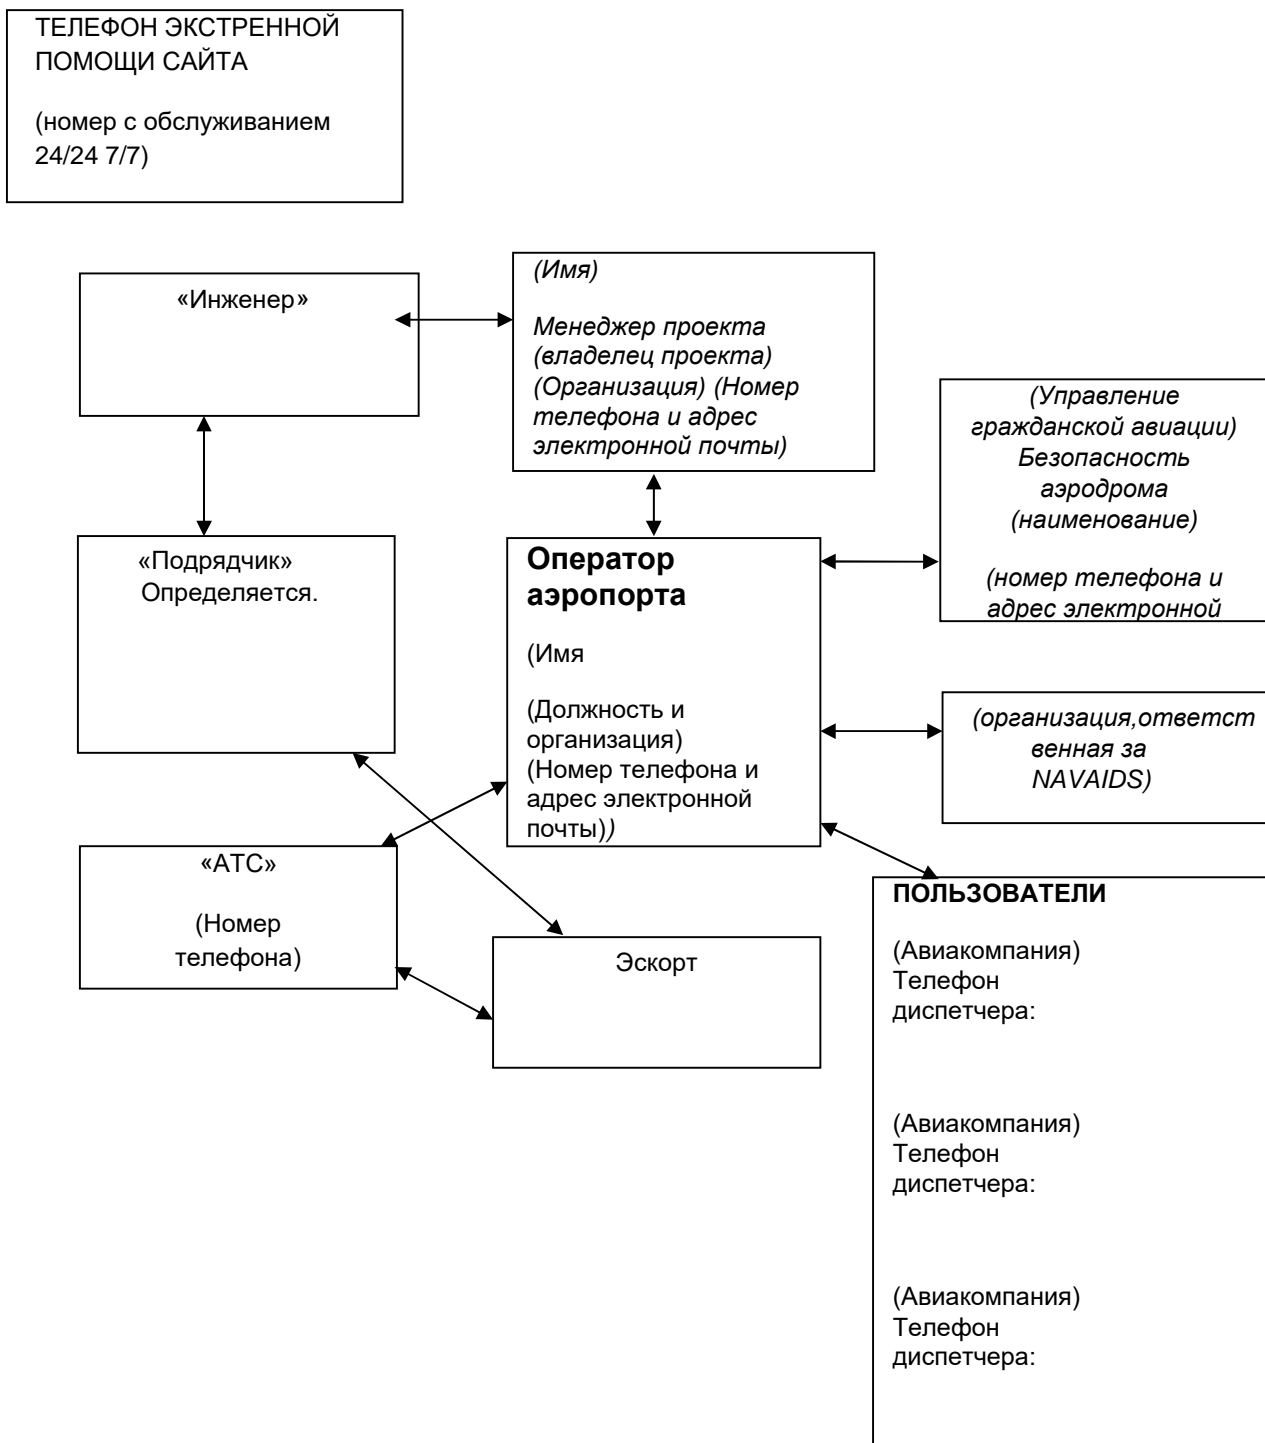 ТЕЛЕФОН ЭКСТРЕННОЙ
ПОМОЩИ САЙТА
(номер с обслуживанием
24/24 7/7)
«Инженер»
(Имя)
Менеджер проекта
(владелец проекта)
(Организация) (Номер
телефона и адрес
электронной почты)
(Управление
гражданской авиации)
Безопасность
аэродрома
(наименование)
(номер телефона и
адрес электронной
«Подрядчик»
Определяется.
Оператор
аэропорта
(Имя
(Должность и
организация)
(Номер телефона и
адрес электронной
почты))
(организация,ответст
венная за
NAVAIDS)
«АТС»
(Номер
телефона)
Эскорт
ПОЛЬЗОВАТЕЛИ
(Авиакомпания)
Телефон
диспетчера:
(Авиакомпания)
Телефон
диспетчера:
(Авиакомпания)
Телефон
диспетчера: